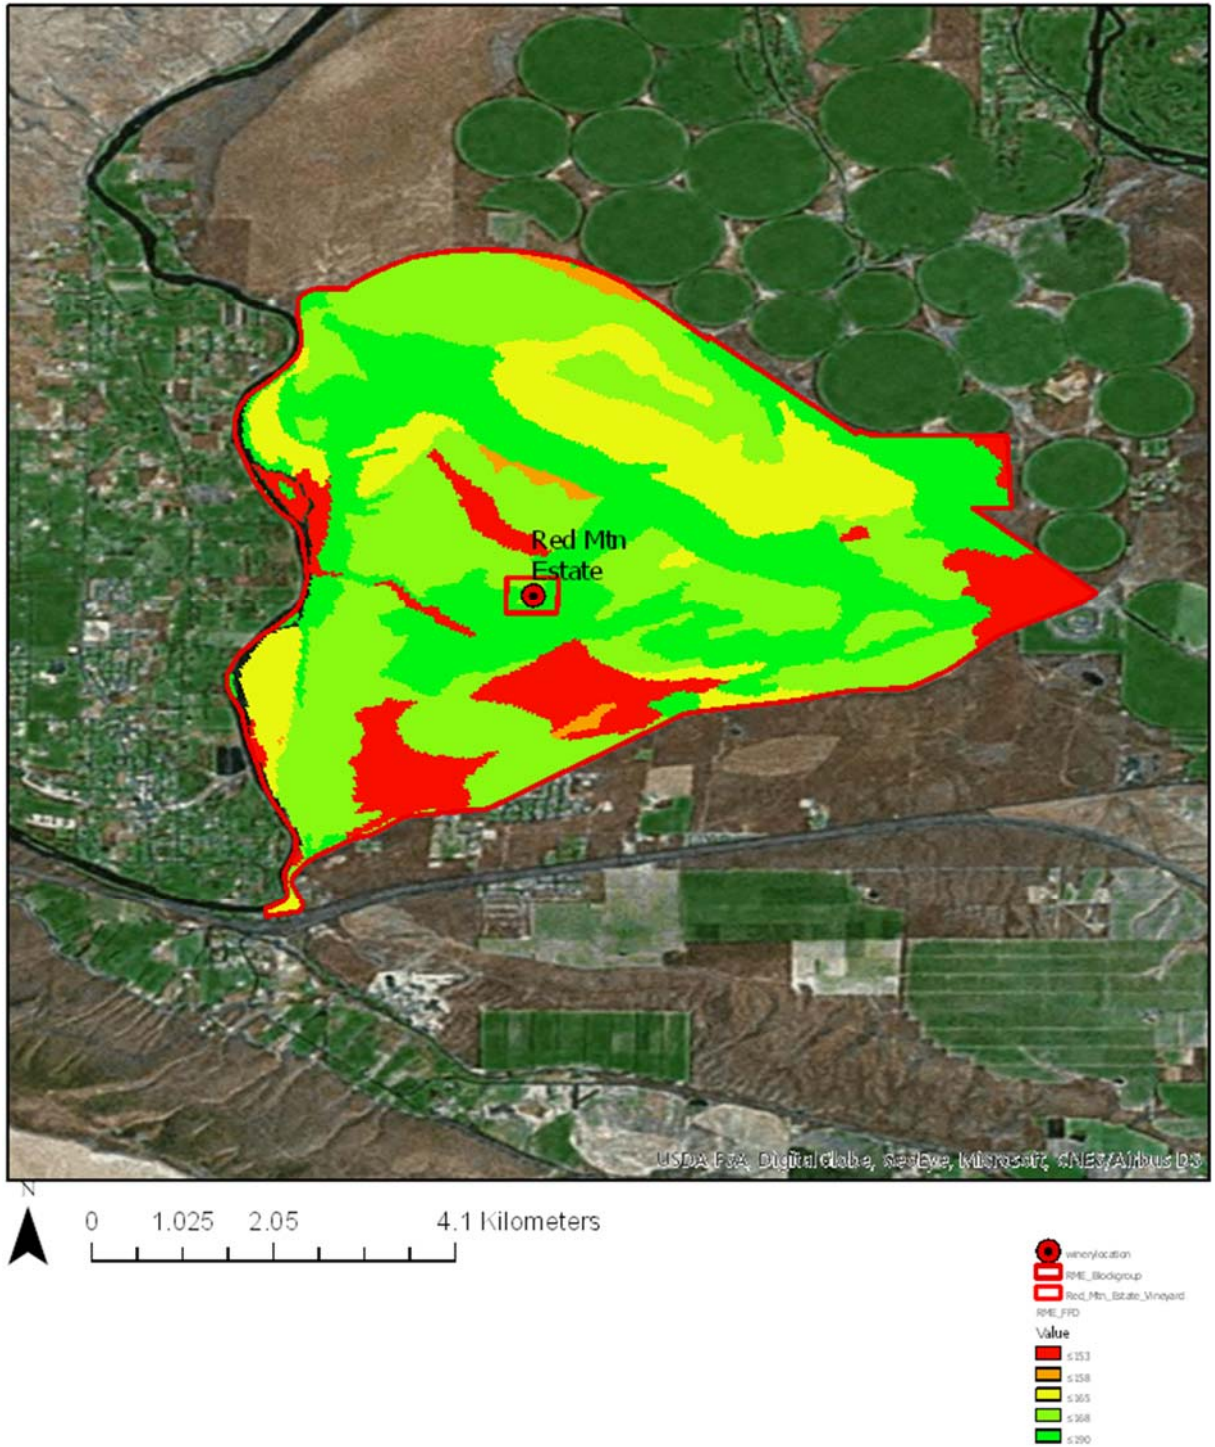 Red Mtn
Estate
USDA FSA, DigitalGlobe, GeoEye, Microsoft, CNES/Airbus DS
N
0 1.025 2.05 4.1 Kilometers
winerylocation
RME_Blockgroup
Red_Mtn_Estate_Vineyard
RME_FFD
Value
≤153
≤158
≤165
≤168
≤190